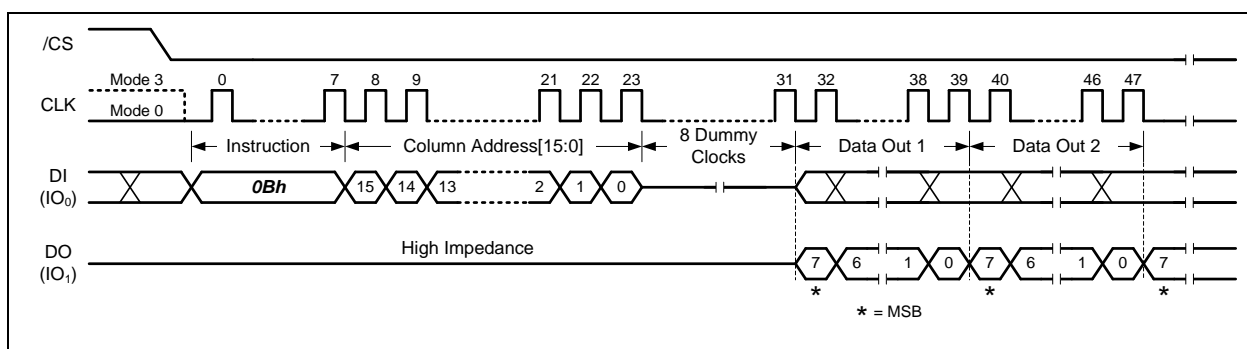 /CS
Mode 3 0 7 8 9 21 22 23 31 32 38 39 40 46 47
CLK
Mode 0
8 Dummy
Instruction Column Address[15:0] Clocks Data Out 1 Data Out 2
DI
(IO0) 0Bh 15 14 13 2 1 0
High Impedance
DO
(IO1) 7 6 1 0 7 6 1 0 7
* * *
* = MSB